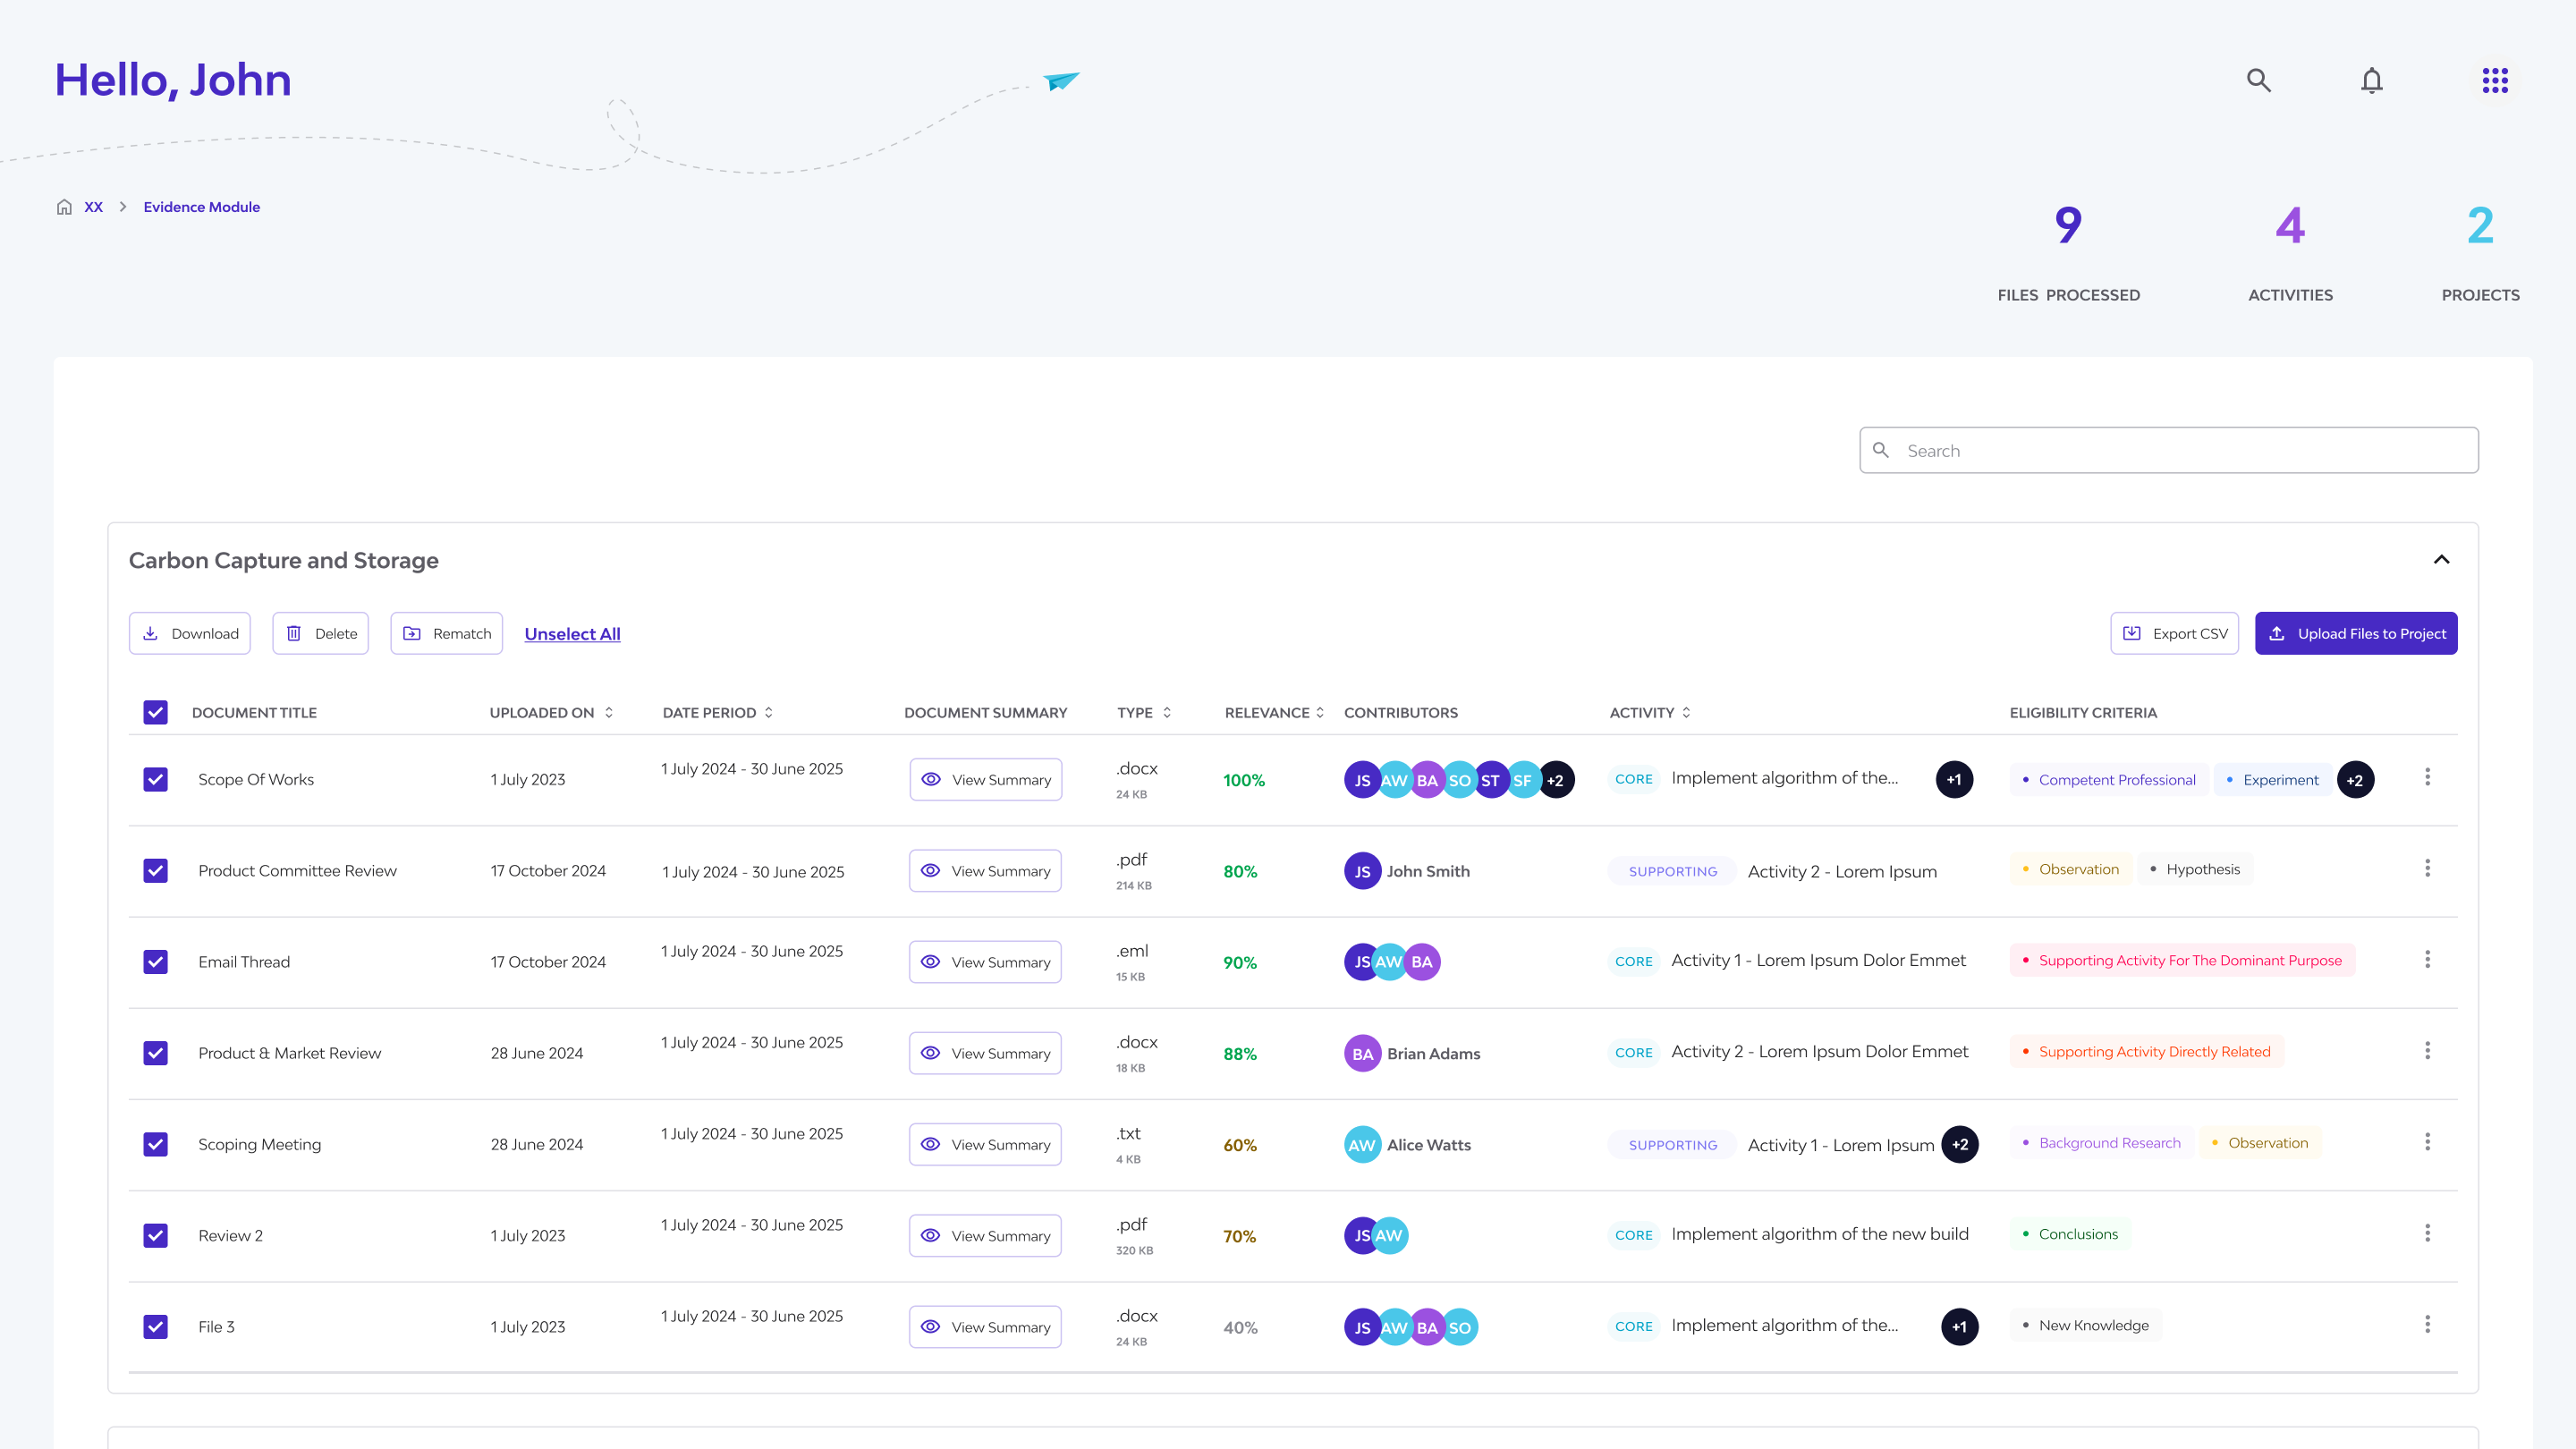 Hello, John
XX > Evidence Module
9 4 2
FILES PROCESSED ACTIVITIES PROJECTS
Search
Carbon Capture and Storage
Download Delete Rematch Unselect All Export CSV Upload Files to Project
DOCUMENT TITLE UPLOADED ON DATE PERIOD DOCUMENT SUMMARY TYPE RELEVANCE CONTRIBUTORS ACTIVITY ELIGIBILITY CRITERIA
Scope Of Works 1 July 2023 1 July 2024 - 30 June 2025 View Summary .docx 100% JS AW BA SO ST SF +2 CORE Implement algorithm of the... +1 Competent Professional Experiment +2
24 KB
Product Committee Review 17 October 2024 1 July 2024 - 30 June 2025 View Summary .pdf 80% JS John Smith SUPPORTING Activity 2 - Lorem Ipsum Observation Hypothesis
214 KB
Email Thread 17 October 2024 1 July 2024 - 30 June 2025 View Summary .eml 90% JS AW BA CORE Activity 1 - Lorem Ipsum Dolor Emmet Supporting Activity For The Dominant Purpose
15 KB
Product & Market Review 28 June 2024 1 July 2024 - 30 June 2025 View Summary .docx 88% BA Brian Adams CORE Activity 2 - Lorem Ipsum Dolor Emmet Supporting Activity Directly Related
18 KB
Scoping Meeting 28 June 2024 1 July 2024 - 30 June 2025 View Summary .txt 60% AW Alice Watts SUPPORTING Activity 1 - Lorem Ipsum +2 Background Research Observation
4 KB
Review 2 1 July 2023 1 July 2024 - 30 June 2025 View Summary .pdf 70% JS AW CORE Implement algorithm of the new build Conclusions
320 KB
File 3 1 July 2023 1 July 2024 - 30 June 2025 View Summary .docx 40% JS AW BA SO CORE Implement algorithm of the... +1 New Knowledge
24 KB